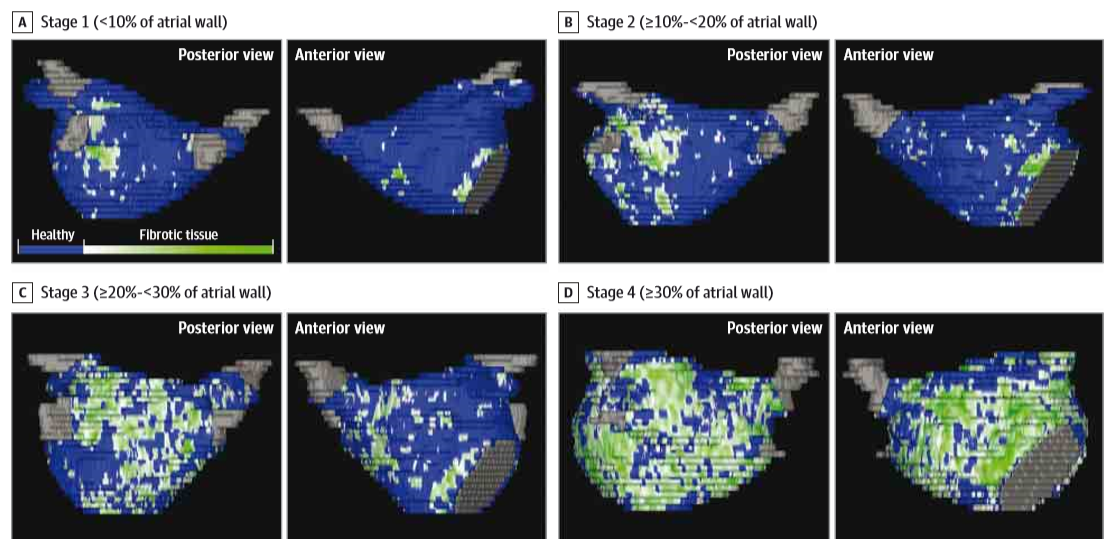 A Stage 1 (<10% of atrial wall)
Posterior view
Anterior view
Healthy
Fibrotic tissue
B Stage 2 (≥10%-<20% of atrial wall)
Posterior view
Anterior view
C Stage 3 (≥20%-<30% of atrial wall)
Posterior view
Anterior view
D Stage 4 (≥30% of atrial wall)
Posterior view
Anterior view